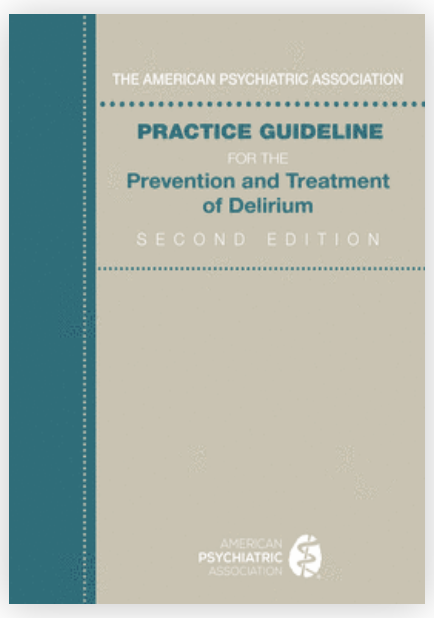 THE AMERICAN PSYCHIATRIC ASSOCIATION
PRACTICE GUIDELINE
FOR THE
Prevention and Treatment
of Delirium
SECOND EDITION
AMERICAN
PSYCHIATRIC
ASSOCIATION